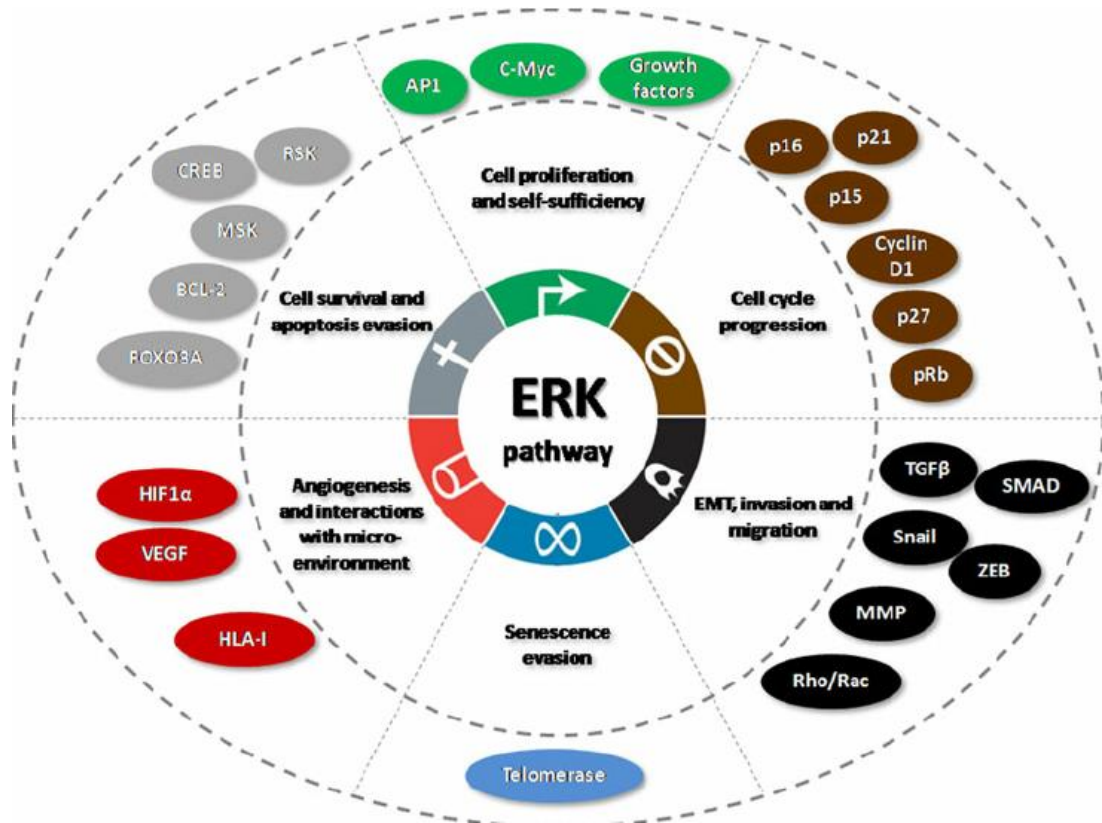 AP1
C-Myc
Growth
factors
Cell proliferation
and self-sufficiency
p16
p21
p15
Cyclin
D1
p27
pRb
Cell cycle
progression
TGFβ
SMAD
Snail
ZEB
MMP
Rho/Rac
EMT, invasion and
migration
Telomerase
Senescence
evasion
HIF1α
VEGF
HLA-I
Angiogenesis
and interactions
with micro-
environment
RSK
CREB
MSK
BCL-2
FOXO3A
Cell survival and
apoptosis evasion
ERK
pathway